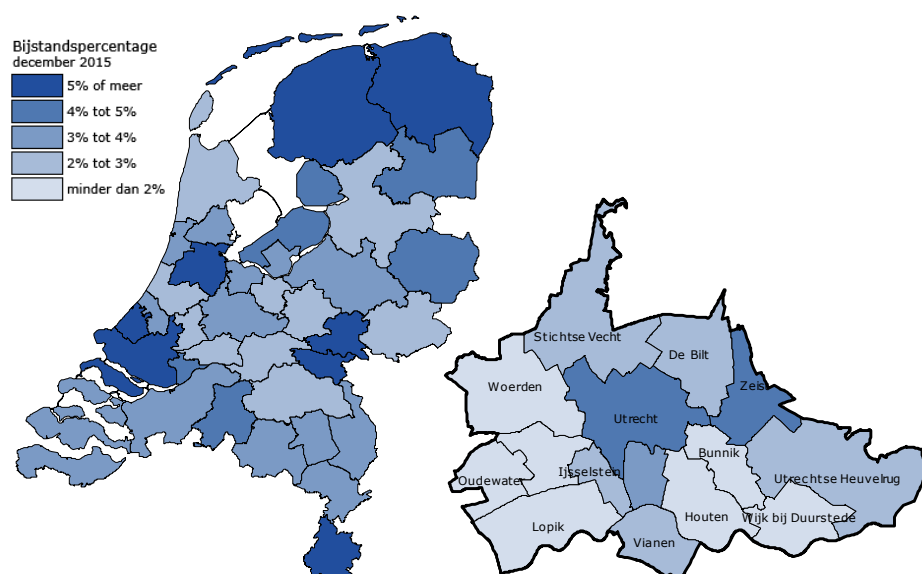 Bijstandspercentage
december 2015
5% of meer
4% tot 5%
3% tot 4%
2% tot 3%
minder dan 2%
Stichtse Vecht
De Bilt
Woerden
Zeist
Utrecht
Bunnik
Oudewater
IJsselstein
Utrechtse Heuvelrug
Lopik
Houten
Wijk bij Duurstede
Vianen